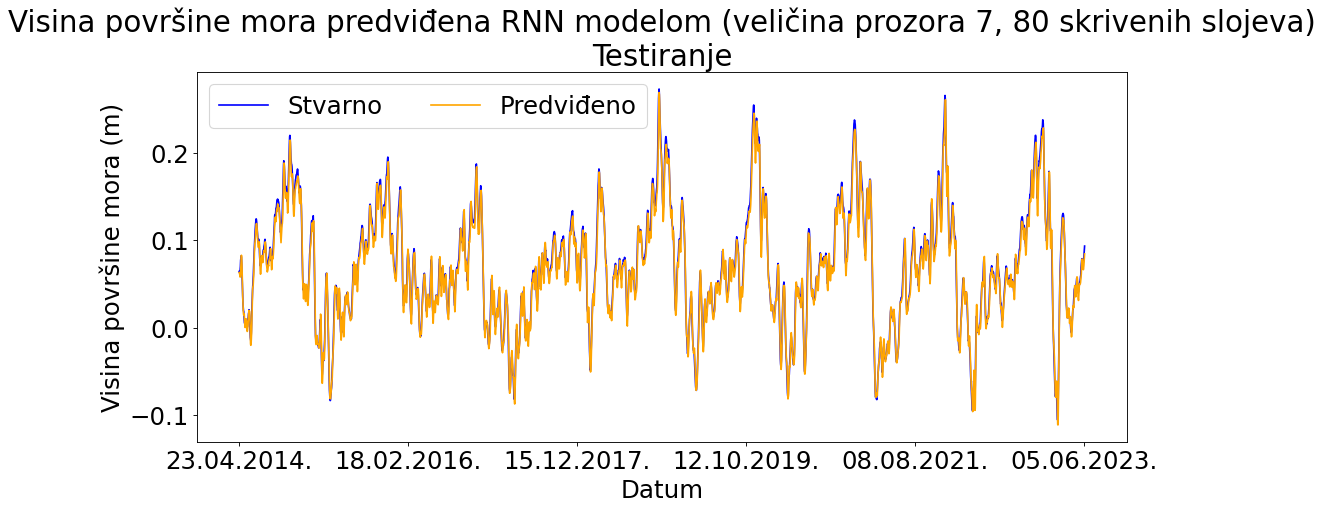 Visina površine mora predviđena RNN modelom (veličina prozora 7, 80 skrivenih slojeva)
Testiranje
Stvarno
Predviđeno
Visina površine mora (m)
0.2
0.1
0.0
−0.1
23.04.2014.
18.02.2016.
15.12.2017.
12.10.2019.
08.08.2021.
05.06.2023.
Datum